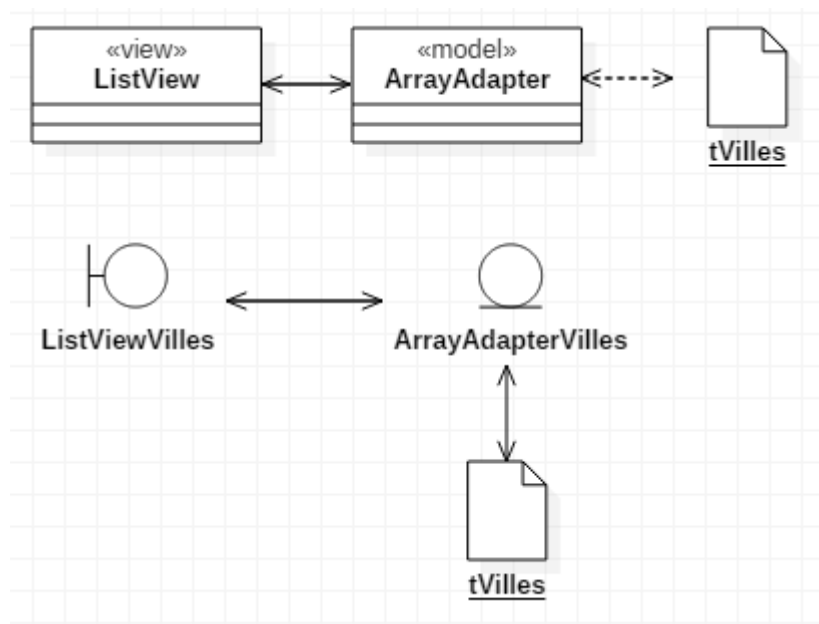 «view»
ListView
«model»
ArrayAdapter
tVilles
ListViewVilles
ArrayAdapterVilles
tVilles